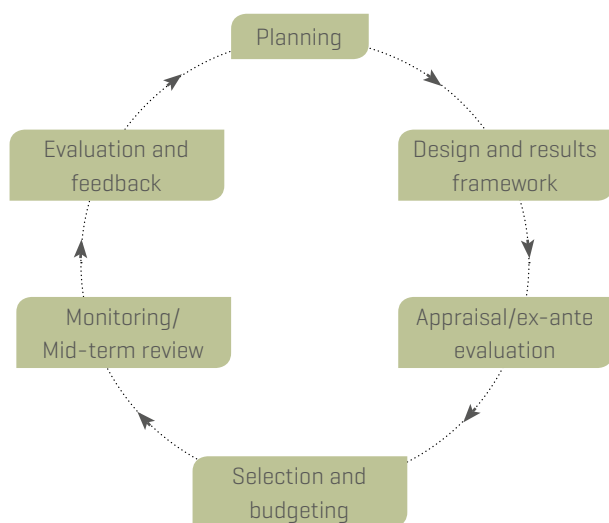 Planning
Design and results
framework
Appraisal/ex-ante
evaluation
Selection and
budgeting
Monitoring/
Mid-term review
Evaluation and
feedback